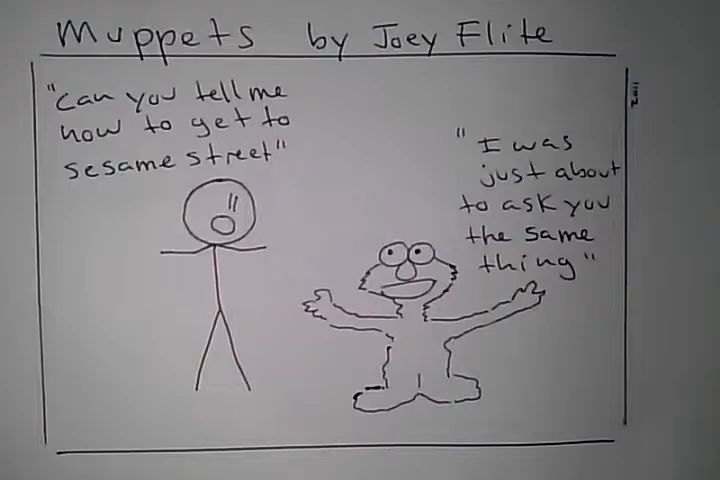 Muppets by Joey Flite
"Can you tell me
how to get to
sesame street"
"I was
just about
to ask you
the same
thing"